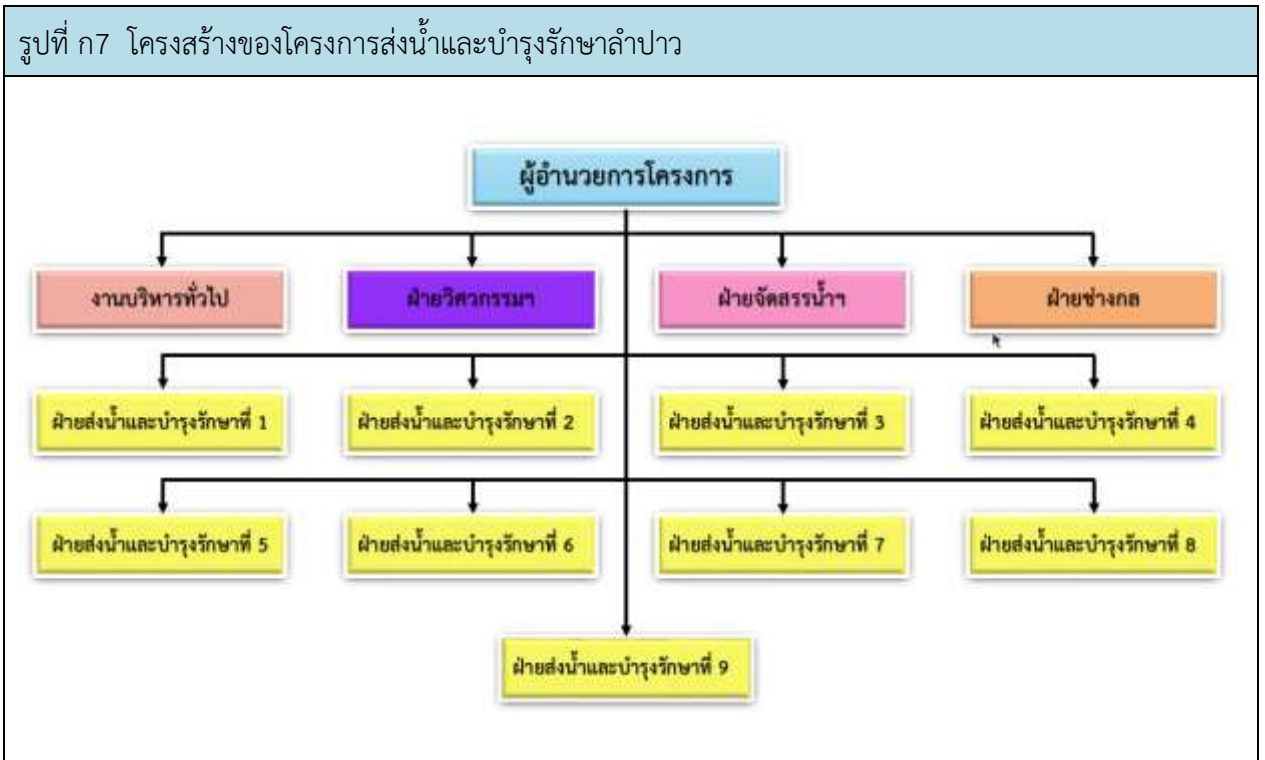 รูปที่ ก7 โครงสร้างของโครงการส่งน้ำและบำรุงรักษาลำปาว
ผู้อำนวยการโครงการ
งานบริหารทั่วไป
ฝ่ายวิศวกรรมฯ
ฝ่ายจัดสรรน้ำฯ
ฝ่ายช่างกล
ฝ่ายส่งน้ำและบำรุงรักษาที่ 1
ฝ่ายส่งน้ำและบำรุงรักษาที่ 2
ฝ่ายส่งน้ำและบำรุงรักษาที่ 3
ฝ่ายส่งน้ำและบำรุงรักษาที่ 4
ฝ่ายส่งน้ำและบำรุงรักษาที่ 5
ฝ่ายส่งน้ำและบำรุงรักษาที่ 6
ฝ่ายส่งน้ำและบำรุงรักษาที่ 7
ฝ่ายส่งน้ำและบำรุงรักษาที่ 8
ฝ่ายส่งน้ำและบำรุงรักษาที่ 9